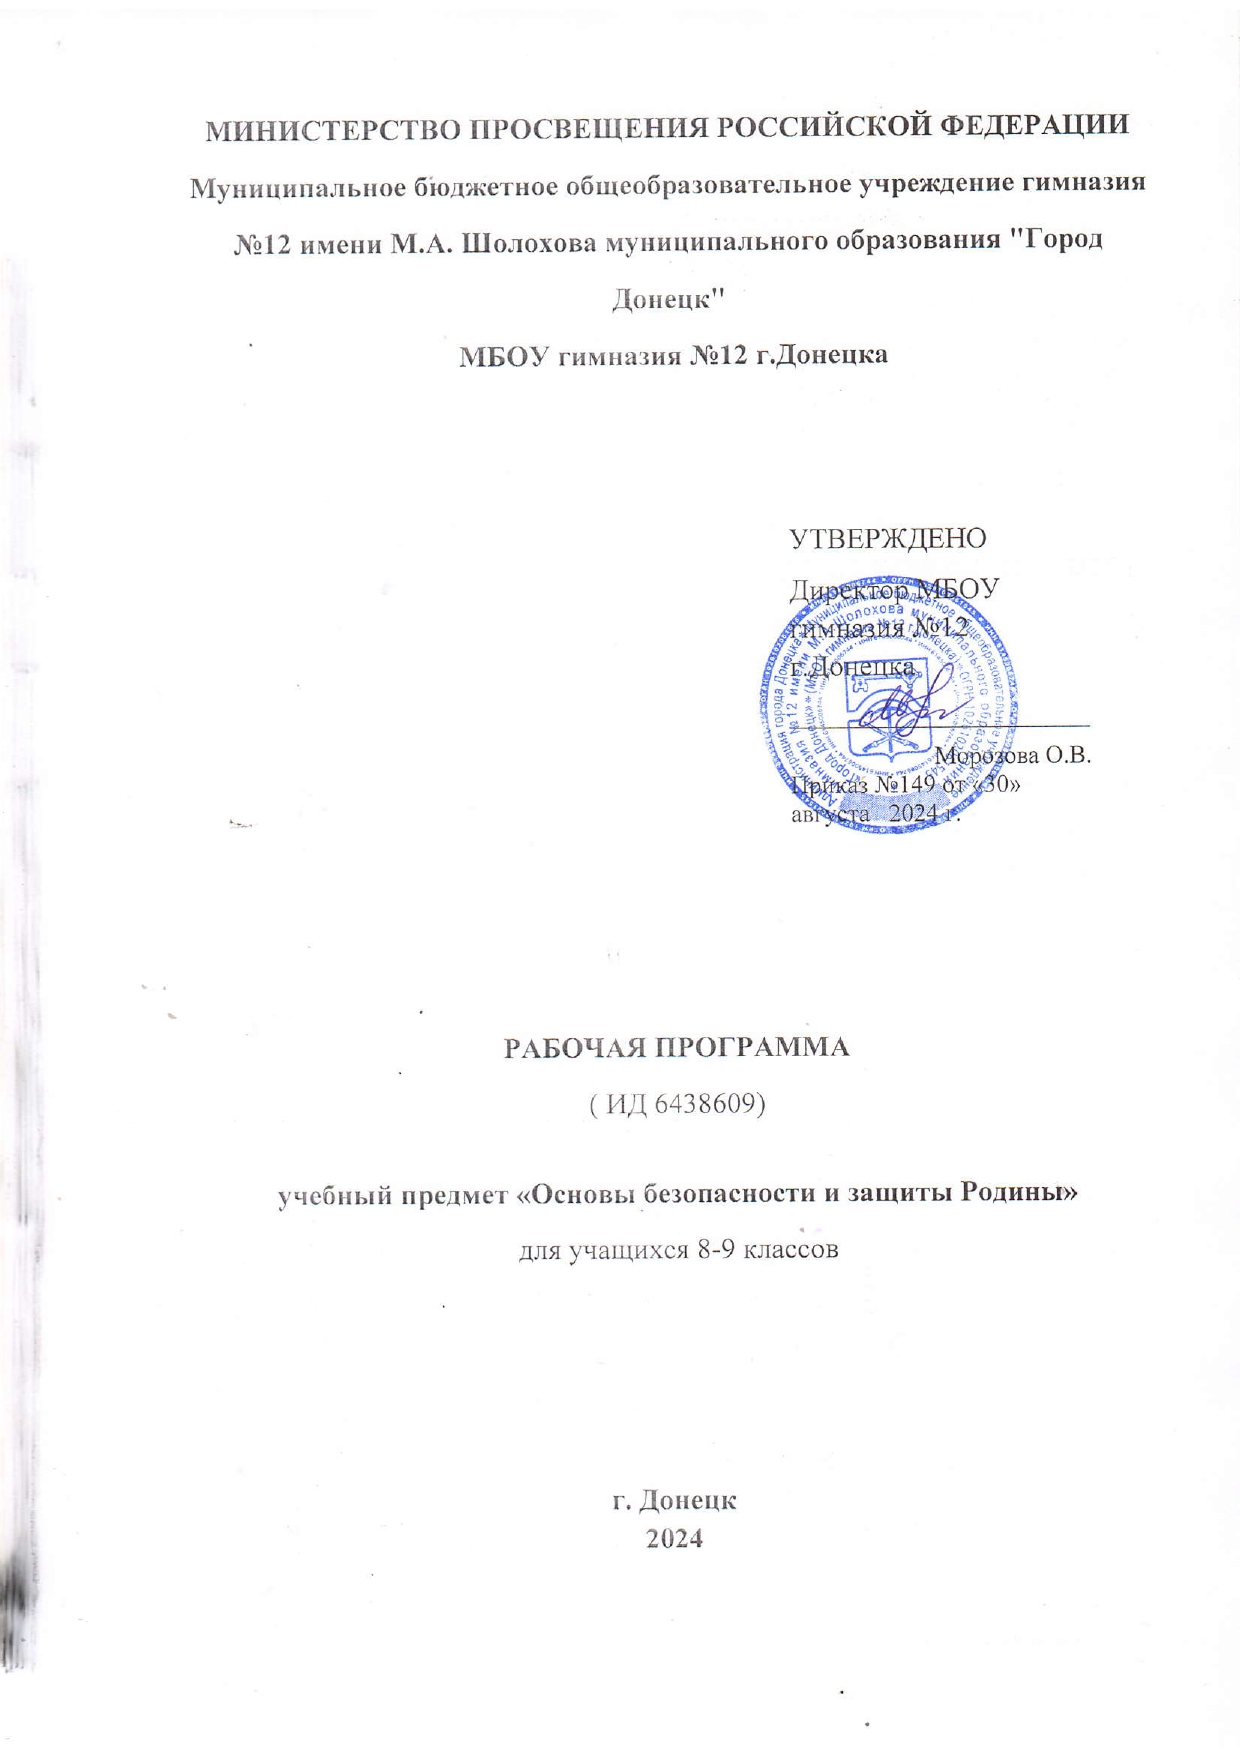 МИНИСТЕРСТВО ПРОСВЕЩЕНИЯ РОССИЙСКОЙ ФЕДЕРАЦИИ
Муниципальное бюджетное общеобразовательное учреждение гимназия
№12 имени М.А. Шолохова муниципального образования "Город
Донецк"
МБОУ гимназия №12 г.Донецка
УТВЕРЖДЕНО
Директор МБОУ
гимназия №12
г.Донецка
Морозова О.В.
Приказ №149 от «30»
августа 2024 г.
РАБОЧАЯ ПРОГРАММА
( ИД 6438609)
учебный предмет «Основы безопасности и защиты Родины»
для учащихся 8-9 классов
г. Донецк
2024